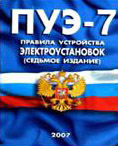 ПУЭ-7
ПРАВИЛА УСТРОЙСТВА
ЭЛЕКТРОУСТАНОВОК
(СЕДЬМОЕ ИЗДАНИЕ)
2007